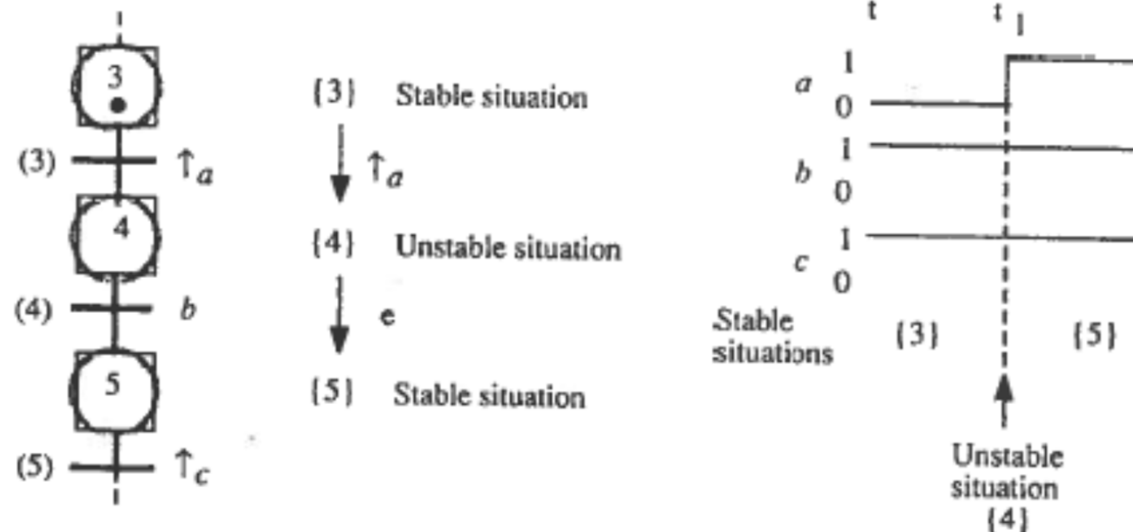 3
(3) ↑a
4
(4) b
5
(5) ↑c
{3} Stable situation
↑a
{4} Unstable situation
e
{5} Stable situation
t t1
a 1
0
b 1
0
c 1
0
Stable
situations {3} {5}
Unstable
situation
{4}